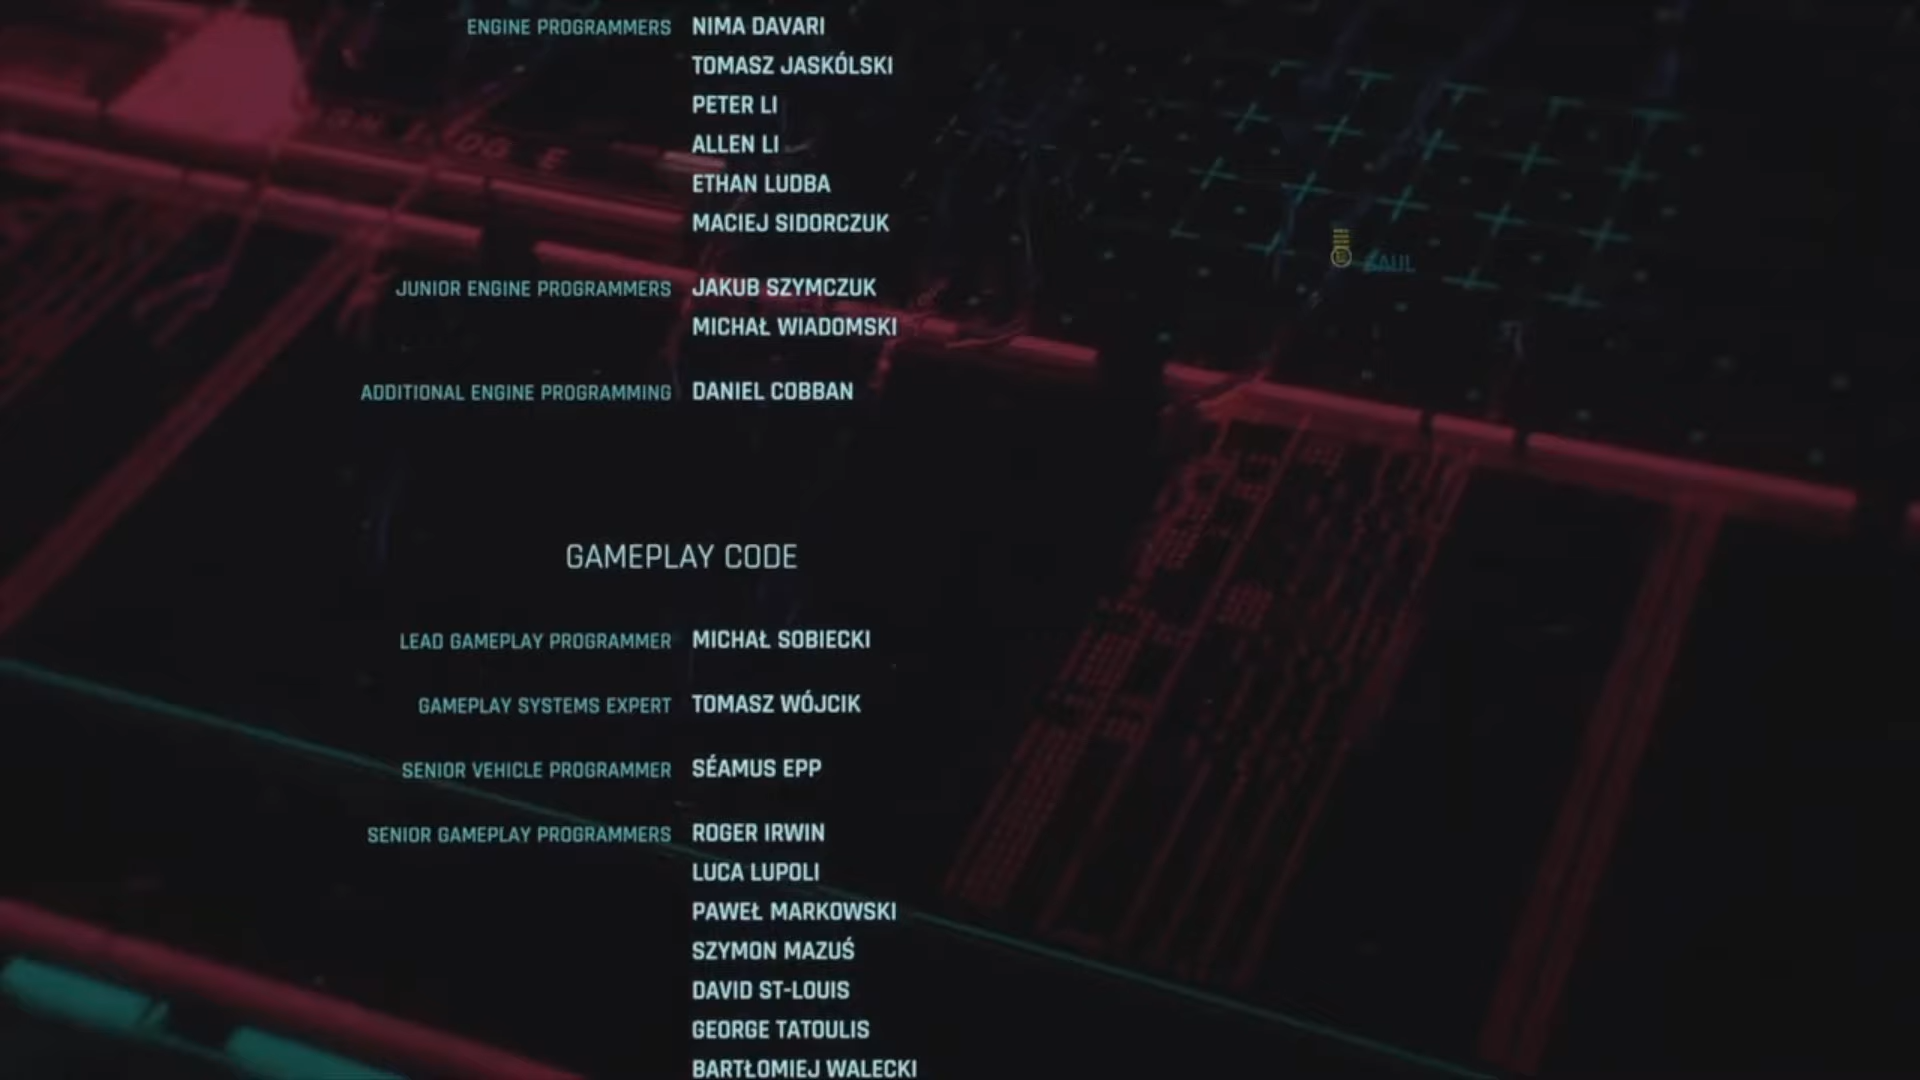 ENGINE PROGRAMMERS NIMA DAVARI
TOMASZ JASKÓLSKI
PETER LI
ALLEN LI
ETHAN LUDBA
MACIEJ SIDORCZUK
JUNIOR ENGINE PROGRAMMERS JAKUB SZYMCZUK
MICHAŁ WIADOMSKI
ADDITIONAL ENGINE PROGRAMMING DANIEL COBBAN
GAMEPLAY CODE
LEAD GAMEPLAY PROGRAMMER MICHAŁ SOBIECKI
GAMEPLAY SYSTEMS EXPERT TOMASZ WÓJCIK
SENIOR VEHICLE PROGRAMMER SÉAMUS EPP
SENIOR GAMEPLAY PROGRAMMERS ROGER IRWIN
LUCA LUPOLI
PAWEŁ MARKOWSKI
SZYMON MAZUŚ
DAVID ST-LOUIS
GEORGE TATOULIS
BARTŁOMIEJ WALECKI